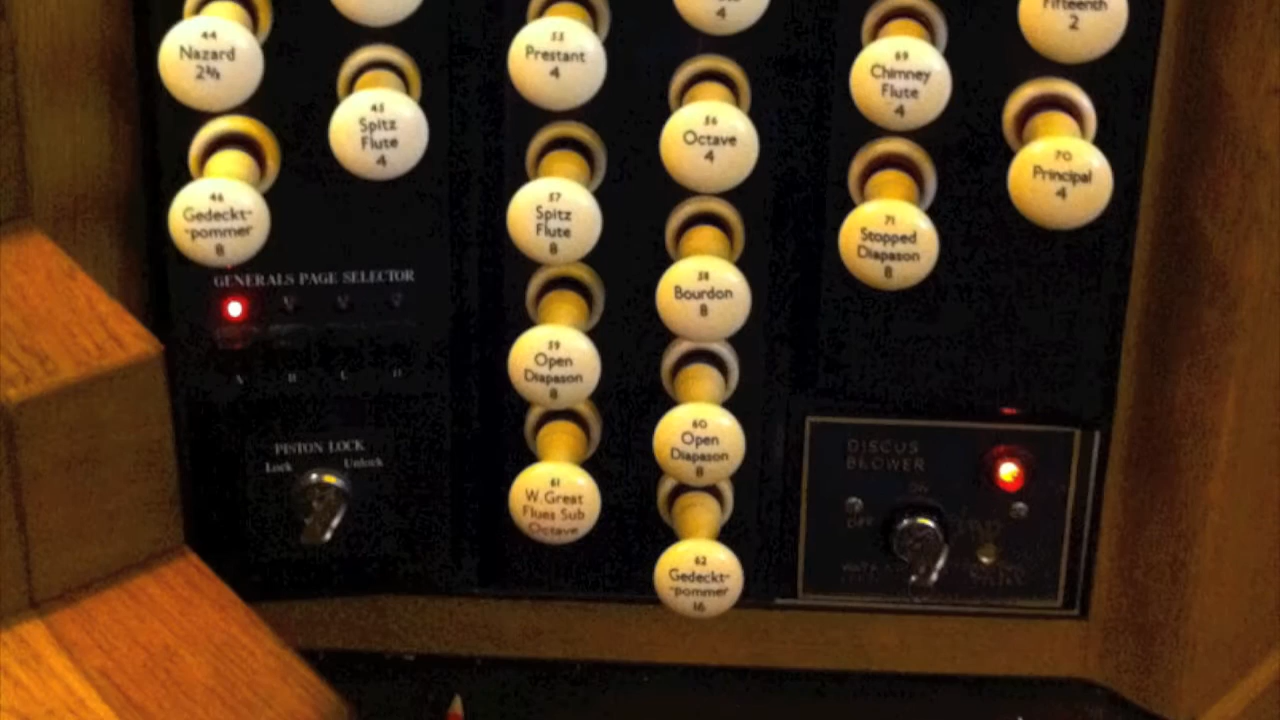 44
Nazard
2⅔
45
Spitz
Flute
4
46
Gedeckt-
-pommer
8
GENERALS PAGE SELECTOR
A B C D
PISTON LOCK
Lock Unlock
55
Prestant
4
4
56
Octave
4
57
Spitz
Flute
8
58
Bourdon
8
59
Open
Diapason
8
60
Open
Diapason
8
61
W. Great
Flues Sub
Octave
62
Gedeckt-
-pommer
16
Fifteenth
2
69
Chimney
Flute
4
70
Principal
4
71
Stopped
Diapason
8
DISCUS
BLOWER
ON
OFF